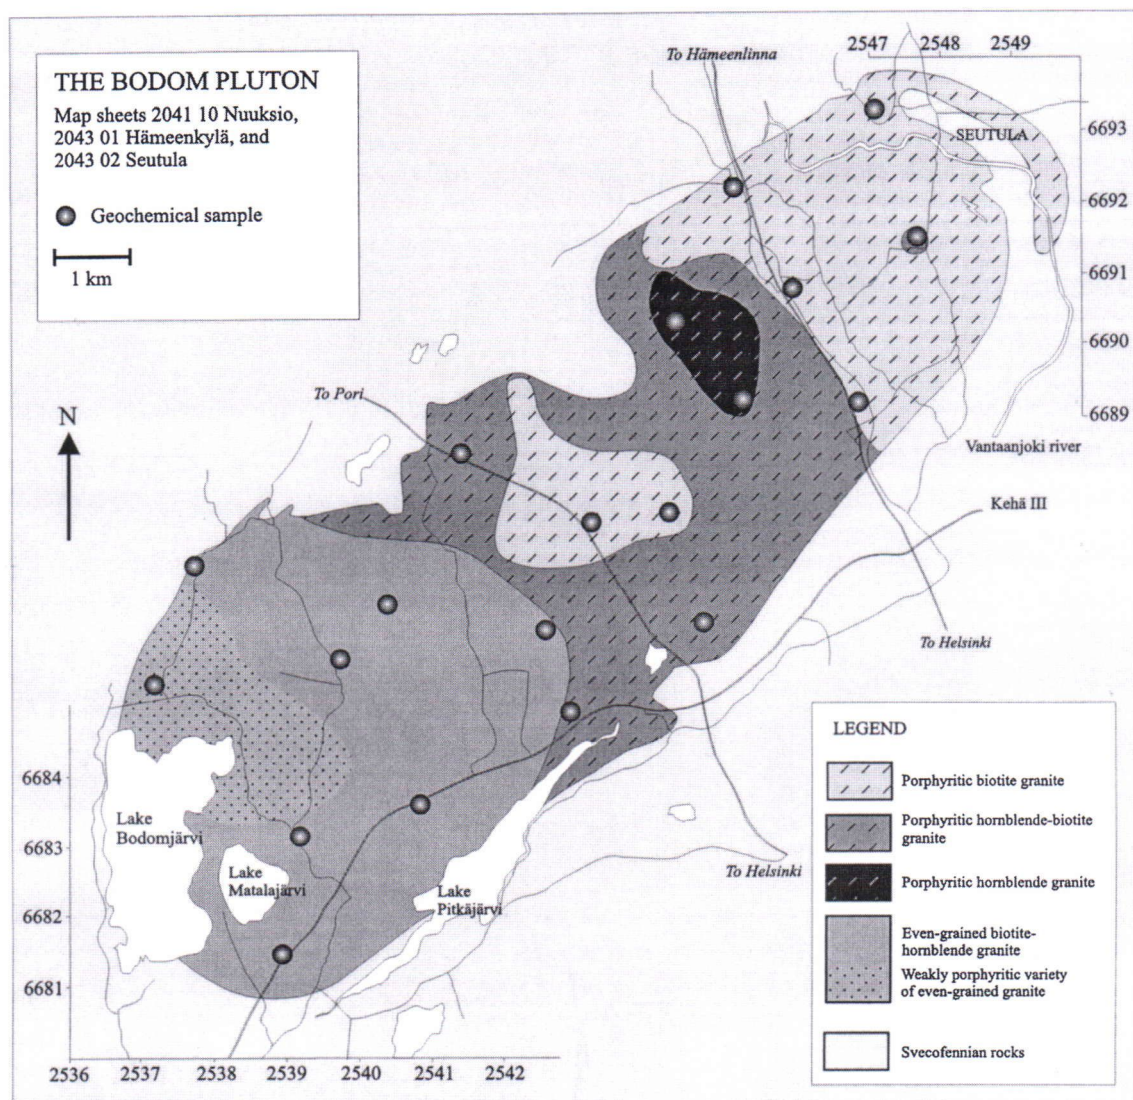 THE BODOM PLUTON
Map sheets 2041 10 Nuuksio,
2043 01 Hämeenkylä, and
2043 02 Seutula
Geochemical sample
1 km
To Hämeenlinna
2547
2548
2549
SEUTULA
6693
6692
6691
6690
6689
To Pori
N
Vantaanjoki river
Kehä III
To Helsinki
LEGEND
Porphyritic biotite granite
Porphyritic hornblende-biotite
granite
Porphyritic hornblende granite
Even-grained biotite-
hornblende granite
Weakly porphyritic variety
of even-grained granite
Svecofennian rocks
6684
6683
6682
6681
Lake
Bodomjärvi
Lake
Matalajärvi
Lake
Pitkäjärvi
To Helsinki
2536
2537
2538
2539
2540
2541
2542